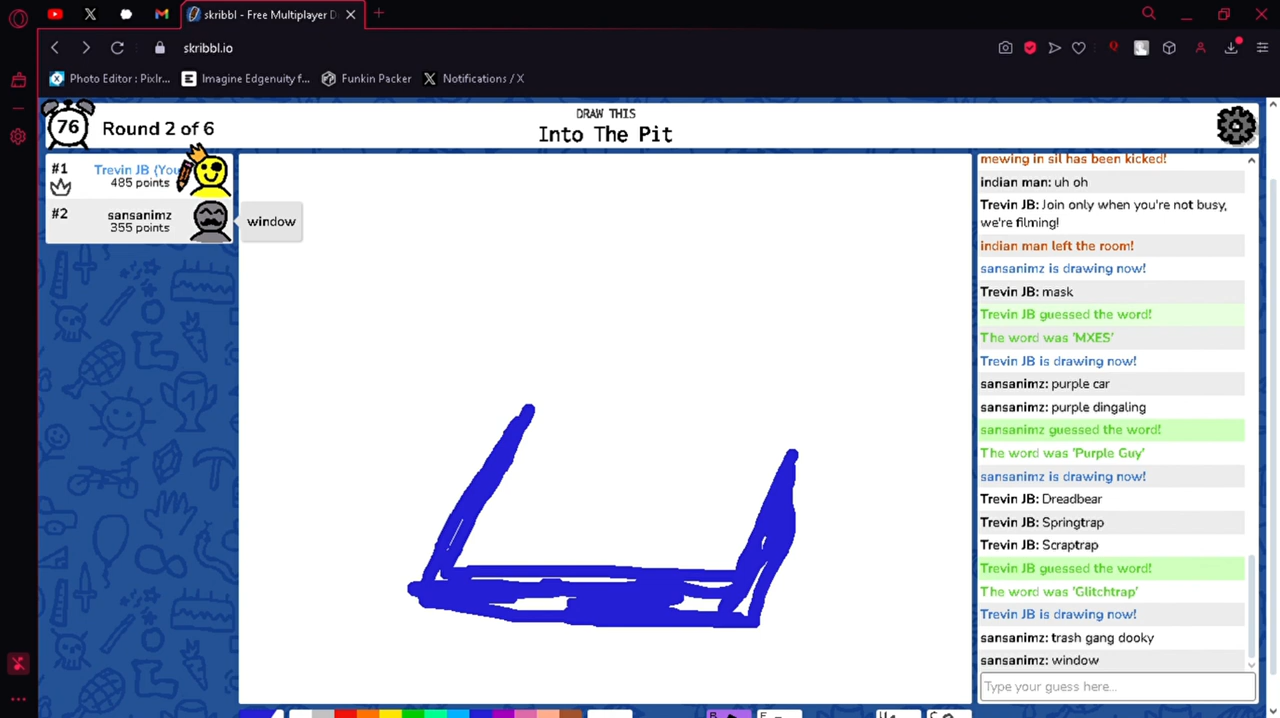 skribbl - Free Multiplayer D
skribbl.io
Photo Editor : Pixlr...
Imagine Edgenuity f...
Funkin Packer
Notifications / X
76
Round 2 of 6
DRAW THIS
Into The Pit
#1
Trevin JB (You
485 points
#2
sansanimz
355 points
window
mewing in sil has been kicked!
indian man: uh oh
Trevin JB: Join only when you're not busy,
we're filming!
indian man left the room!
sansanimz is drawing now!
Trevin JB: mask
Trevin JB guessed the word!
The word was 'MXES'
Trevin JB is drawing now!
sansanimz: purple car
sansanimz: purple dingaling
sansanimz guessed the word!
The word was 'Purple Guy'
sansanimz is drawing now!
Trevin JB: Dreadbear
Trevin JB: Springtrap
Trevin JB: Scraptrap
Trevin JB guessed the word!
The word was 'Glitchtrap'
Trevin JB is drawing now!
sansanimz: trash gang dooky
sansanimz: window
Type your guess here...